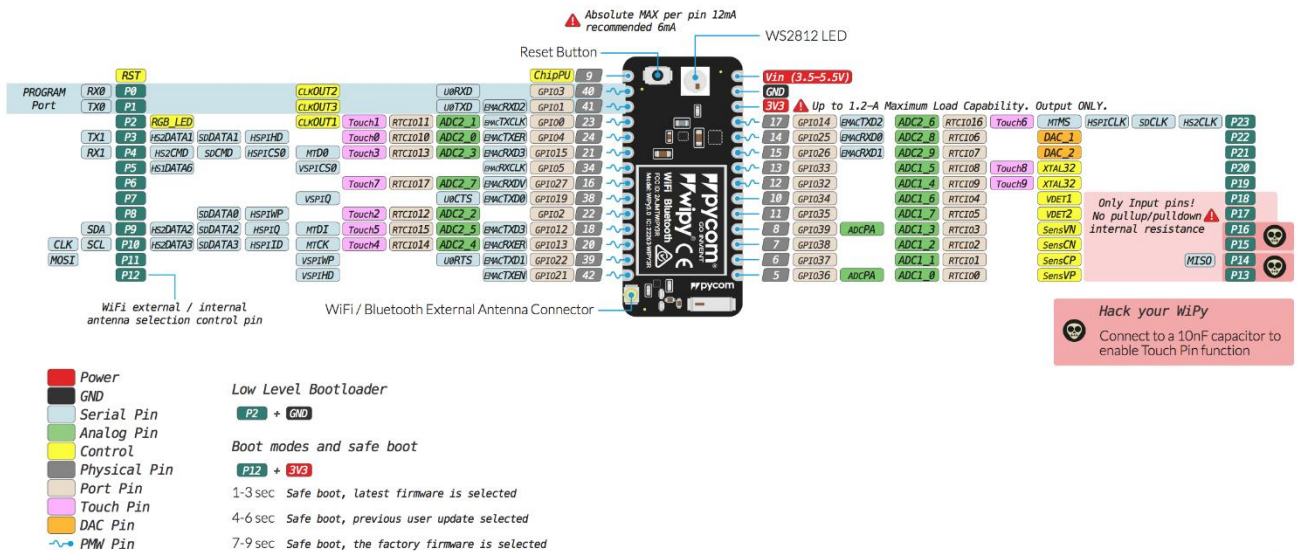 Absolute MAX per pin 12mA
recommended 6mA
Reset Button
WS2812 LED
RST ChipPU 9
PROGRAM Port
RX0 P0 CLKOUT2 U0RXD GPIO3 40
TX0 P1 CLKOUT3 U0TXD EMACRXD2 GPIO1 41
P2 RGB_LED CLKOUT1 Touch1 RTCIO11 ADC2_1 EMACTXCLK GPIO0 23
TX1 P3 HS2DATA1 SDDATA1 HSPIHD Touch0 RTCIO10 ADC2_0 EMACTXER GPIO4 24
RX1 P4 HS2CMD SDCMD HSPICS0 MTDO Touch3 RTCIO13 ADC2_3 EMACRXD3 GPIO15 21
P5 HS1DATA6 VSPICS0 EMACRXCLK GPIO5 34
P6 Touch7 RTCIO17 ADC2_7 EMACRXDV GPIO27 16
P7 VSPIQ U0CTS EMACTXD0 GPIO19 38
P8 SDDATA0 HSPIWP Touch2 RTCIO12 ADC2_2 GPIO2 22
SDA P9 HS2DATA2 SDDATA2 HSPIQ MTDI Touch5 RTCIO15 ADC2_5 EMACTXD3 GPIO12 18
CLK SCL P10 HS2DATA3 SDDATA3 HSPIID MTCK Touch4 RTCIO14 ADC2_4 EMACRXER GPIO13 20
MOSI P11 VSPIWP U0RTS EMACTXD1 GPIO22 39
P12 VSPIHD EMACTXEN GPIO21 42
Vin (3.5-5.5V)
GND
3V3 Up to 1.2-A Maximum Load Capability. Output ONLY.
17 GPIO14 EMACTXD2 ADC2_6 RTCIO16 Touch6 MTMS HSPICLK SDCLK HS2CLK P23
14 GPIO25 EMACRXD0 ADC2_8 RTCIO6 DAC_1 P22
15 GPIO26 EMACRXD1 ADC2_9 RTCIO7 DAC_2 P21
13 GPIO33 ADC1_5 RTCIO8 Touch8 XTAL32 P20
12 GPIO32 ADC1_4 RTCIO9 Touch9 XTAL32 P19
10 GPIO34 ADC1_6 RTCIO4 VDET1 P18
11 GPIO35 ADC1_7 RTCIO5 VDET2 P17
8 GPIO39 ADCPA ADC1_3 RTCIO3 SensVN P16
7 GPIO38 ADC1_2 RTCIO2 SensCN P15
6 GPIO37 ADC1_1 RTCIO1 SensCP MISO P14
5 GPIO36 ADCPA ADC1_0 RTCIO0 SensVP P13
Only Input pins!
No pullup/pulldown
internal resistance
pycom
GO INVENT
wipy
CE
WiFi Bluetooth
pycom
WiFi external / internal
antenna selection control pin
WiFi / Bluetooth External Antenna Connector
Hack your WiPy
Connect to a 10nF capacitor to
enable Touch Pin function
Power
GND
Serial Pin
Analog Pin
Control
Physical Pin
Port Pin
Touch Pin
DAC Pin
PMW Pin
Low Level Bootloader
P2 + GND
Boot modes and safe boot
P12 + 3V3
1-3 sec Safe boot, latest firmware is selected
4-6 sec Safe boot, previous user update selected
7-9 sec Safe boot, the factory firmware is selected